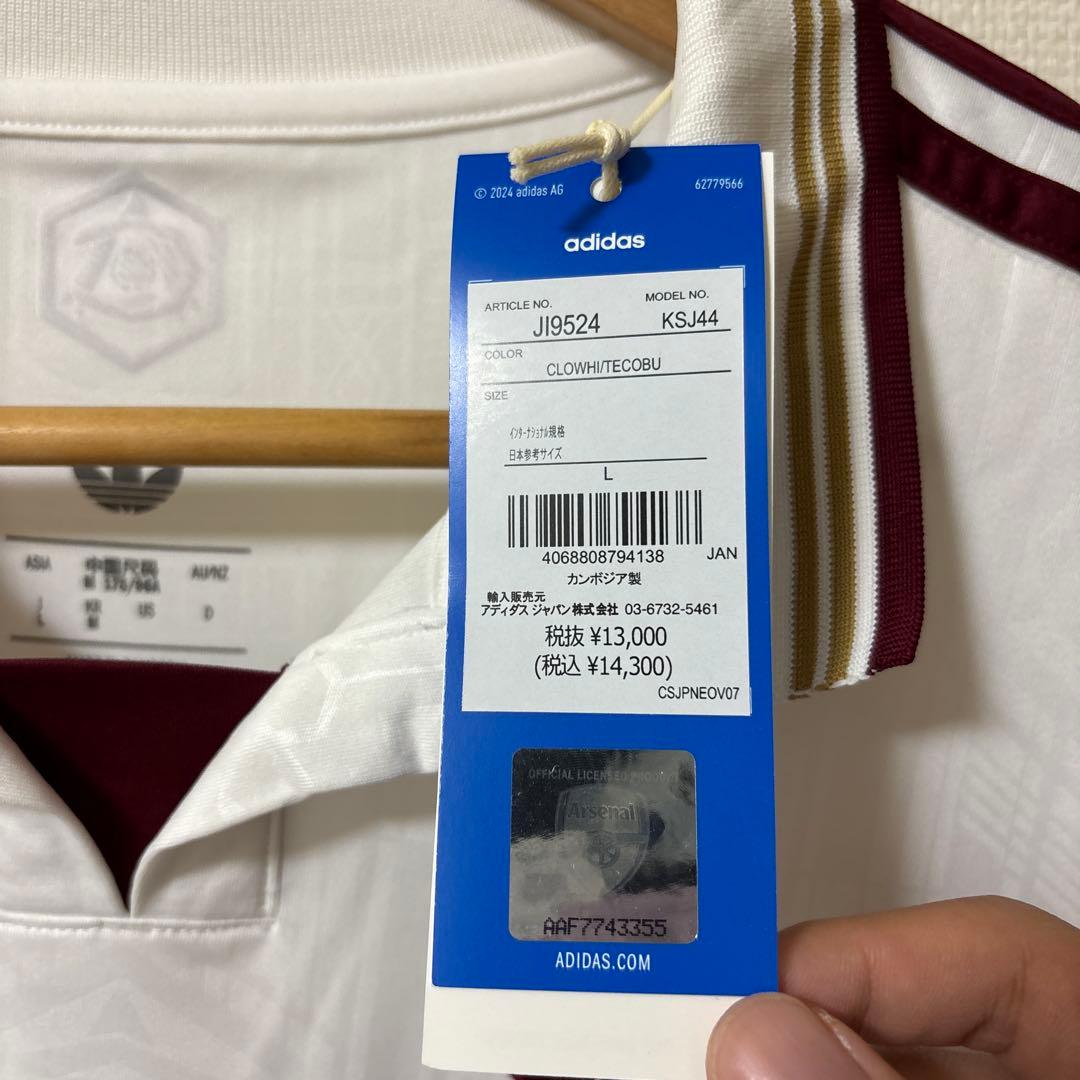 © 2024 adidas AG
62779566
adidas
ARTICLE NO.
MODEL NO.
JI9524
KSJ44
COLOR
CLOWHI/TECOBU
SIZE
インターナショナル規格
日本参考サイズ
L
4068808794138
JAN
カンボジア製
輸入販売元
アディダス ジャパン株式会社 03-6732-5461
税抜 ¥13,000
(税込 ¥14,300)
CSJPNEOV07
OFFICIAL LICENSED PRODUCT
Arsenal
AAF7743355
ADIDAS.COM
ASIA
中国尺码
AU/NZ
KR
US
D